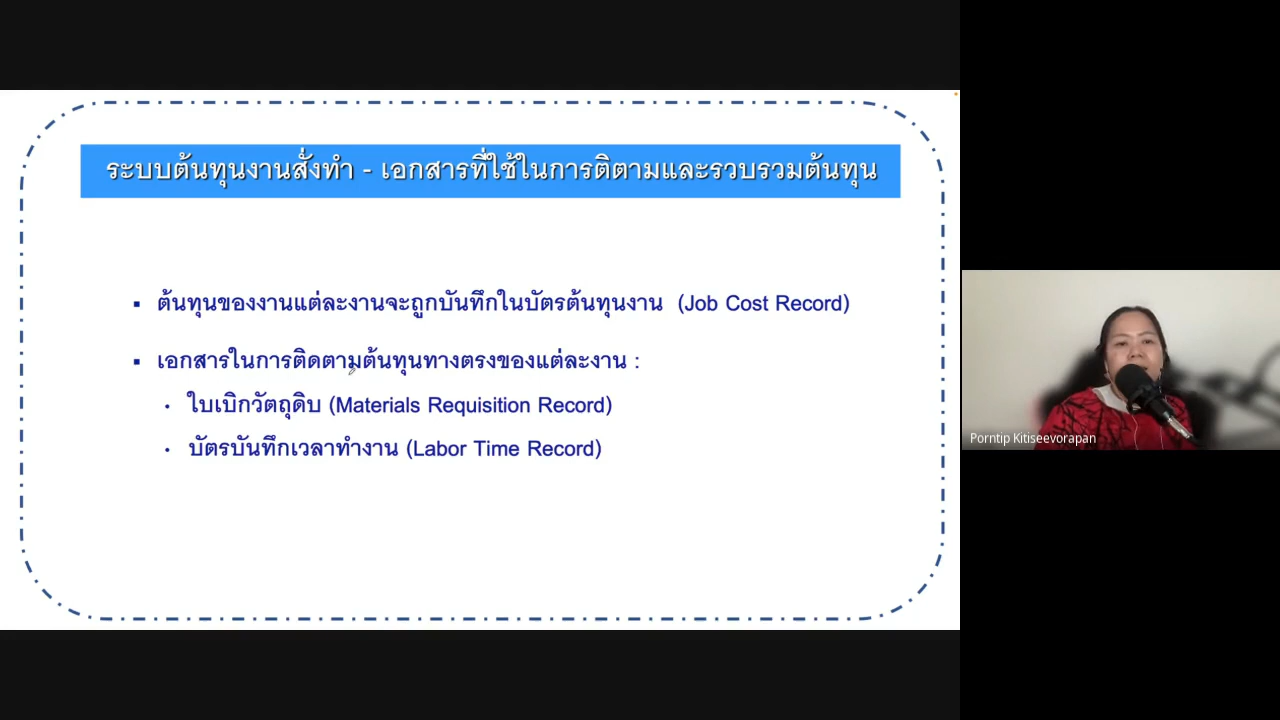 ระบบต้นทุนงานสั่งทำ - เอกสารที่ใช้ในการติตามและรวบรวมต้นทุน
▪ ต้นทุนของงานแต่ละงานจะถูกบันทึกในบัตรต้นทุนงาน (Job Cost Record)
▪ เอกสารในการติดตามต้นทุนทางตรงของแต่ละงาน :
• ใบเบิกวัตถุดิบ (Materials Requisition Record)
• บัตรบันทึกเวลาทำงาน (Labor Time Record)
Porntip Kitiseevorapan